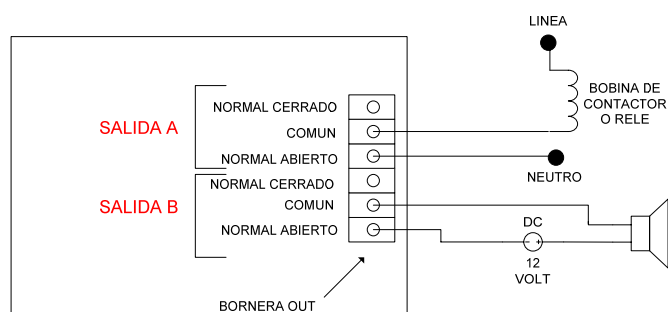 LINEA
BOBINA DE
CONTACTOR
O RELE
NEUTRO
SALIDA A
NORMAL CERRADO
COMUN
NORMAL ABIERTO
SALIDA B
NORMAL CERRADO
COMUN
NORMAL ABIERTO
DC
- +
12
VOLT
BORNERA OUT